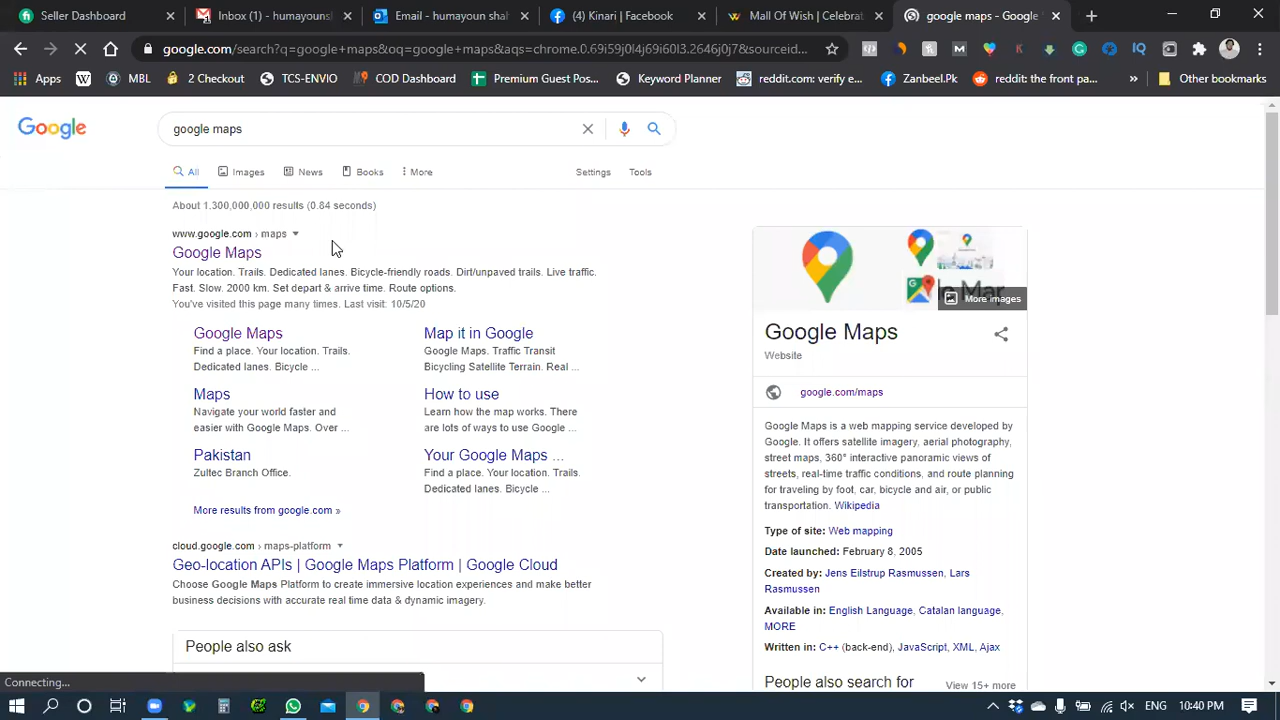 Seller Dashboard
Inbox (1) - humayouns
Email - humayoun sha
(4) Kinari | Facebook
Mall Of Wish | Celebrat
google maps - Google
google.com/search?q=google+maps&oq=google+maps&aqs=chrome.0.69i59j0l4j69i60l3.2646j0j7&sourceid...
Apps
MBL
2 Checkout
TCS-ENVIO
COD Dashboard
Premium Guest Pos...
Keyword Planner
reddit.com: verify e...
Zanbeel.Pk
reddit: the front pa...
Other bookmarks
Google
google maps
All
Images
News
Books
More
Settings
Tools
About 1,300,000,000 results (0.84 seconds)
www.google.com › maps
Google Maps
Your location. Trails. Dedicated lanes. Bicycle-friendly roads. Dirt/unpaved trails. Live traffic.
Fast. Slow. 2000 km. Set depart & arrive time. Route options.
You've visited this page many times. Last visit: 10/5/20
Google Maps
Find a place. Your location. Trails.
Dedicated lanes. Bicycle ...
Map it in Google
Google Maps. Traffic Transit
Bicycling Satellite Terrain. Real ...
Maps
Navigate your world faster and
easier with Google Maps. Over ...
How to use
Learn how the map works. There
are lots of ways to use Google ...
Pakistan
Zultec Branch Office.
Your Google Maps ...
Find a place. Your location. Trails.
Dedicated lanes. Bicycle ...
More results from google.com »
cloud.google.com › maps-platform
Geo-location APIs | Google Maps Platform | Google Cloud
Choose Google Maps Platform to create immersive location experiences and make better
business decisions with accurate real time data & dynamic imagery.
People also ask
More images
Google Maps
Website
google.com/maps
Google Maps is a web mapping service developed by
Google. It offers satellite imagery, aerial photography,
street maps, 360° interactive panoramic views of
streets, real-time traffic conditions, and route planning
for traveling by foot, car, bicycle and air, or public
transportation. Wikipedia
Type of site: Web mapping
Date launched: February 8, 2005
Created by: Jens Eilstrup Rasmussen, Lars
Rasmussen
Available in: English Language, Catalan language,
MORE
Written in: C++ (back-end), JavaScript, XML, Ajax
People also search for
View 15+ more
Connecting...
10:40 PM